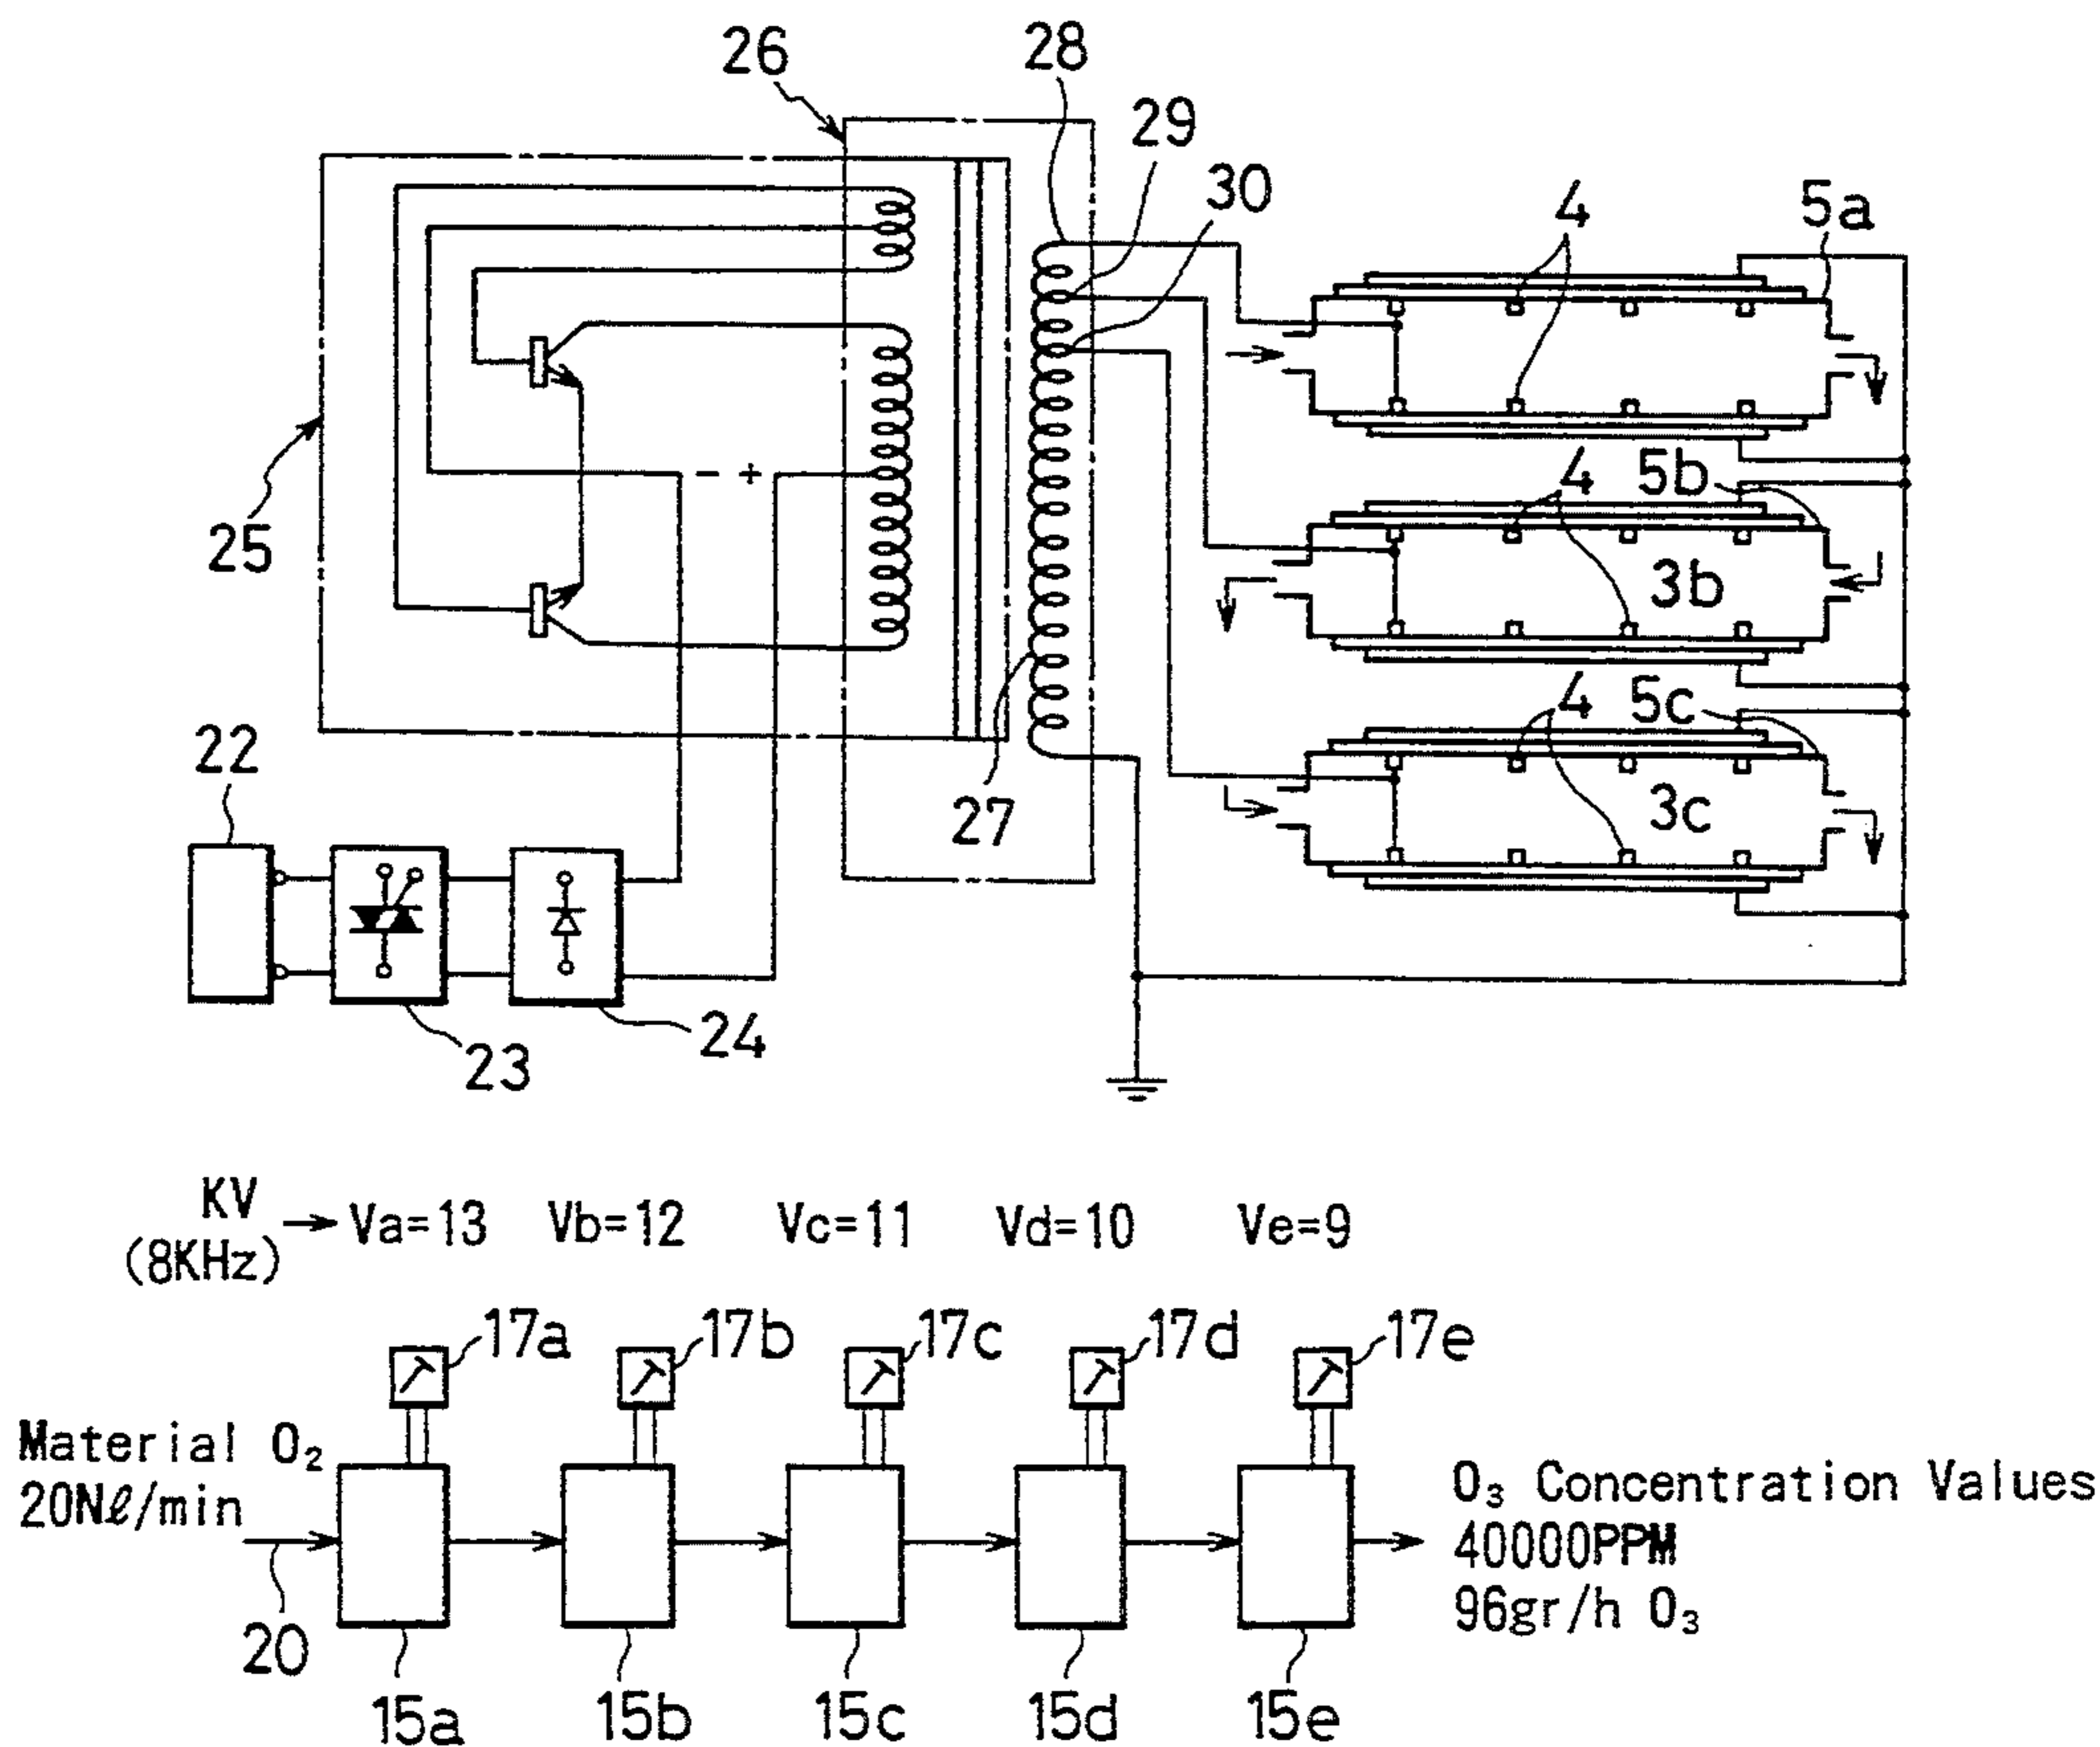 26
28
29
30
4
5a
25
- +
4
5b
3b
22
27
4
5c
3c
23
24
KV
(8KHz)
Va=13
Vb=12
Vc=11
Vd=10
Ve=9
17a
17b
17c
17d
17e
Material O₂
20Nℓ/min
O₃ Concentration Values
40000PPM
96gr/h O₃
20
15a
15b
15c
15d
15e